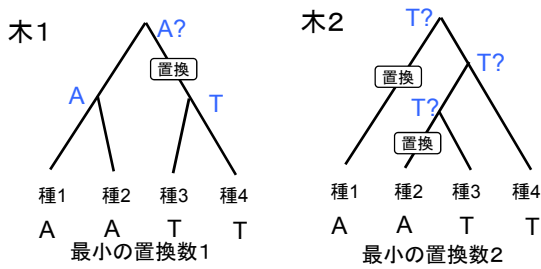 木1
A?
置換
A
T
種1 種2 種3 種4
A A T T
最小の置換数1
木2
T?
置換
T?
T?
置換
種1 種2 種3 種4
A A T T
最小の置換数2